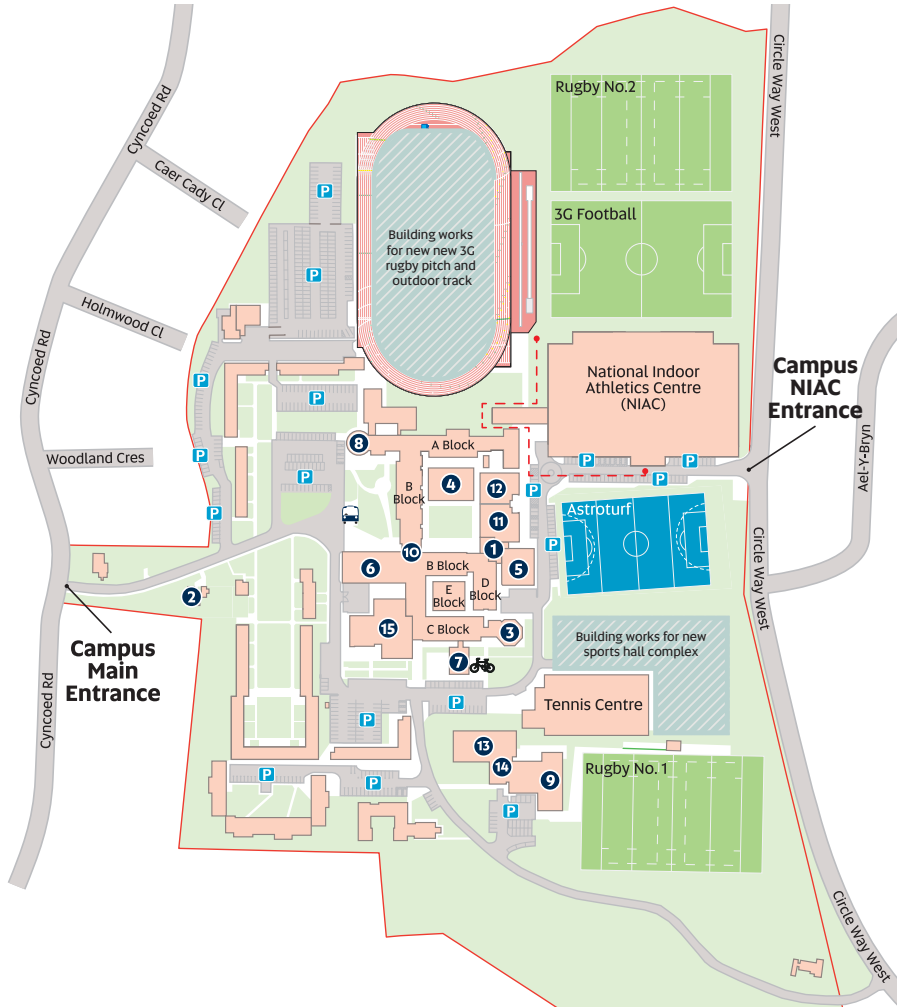 Rugby No.2
Circle Way West
Cyncoed Rd
Caer Cady Cl
P
3G Football
Building works
for new new 3G
rugby pitch and
outdoor track
P
Holmwood Cl
Cyncoed Rd
National Indoor
Athletics Centre
(NIAC)
Campus
NIAC
Entrance
P
P
8
A Block
Woodland Cres
P
P
P
P
P
Ael-Y-Bryn
B
Block
4
12
P
P
Astroturf
11
10
1
P
6
B Block
5
2
E
Block
D
Block
Circle Way West
15
C Block
3
Building works for new
sports hall complex
Campus
Main
Entrance
7
P
Tennis Centre
Cyncoed Rd
P
13
14
9
Rugby No. 1
P
P
P
Circle Way West